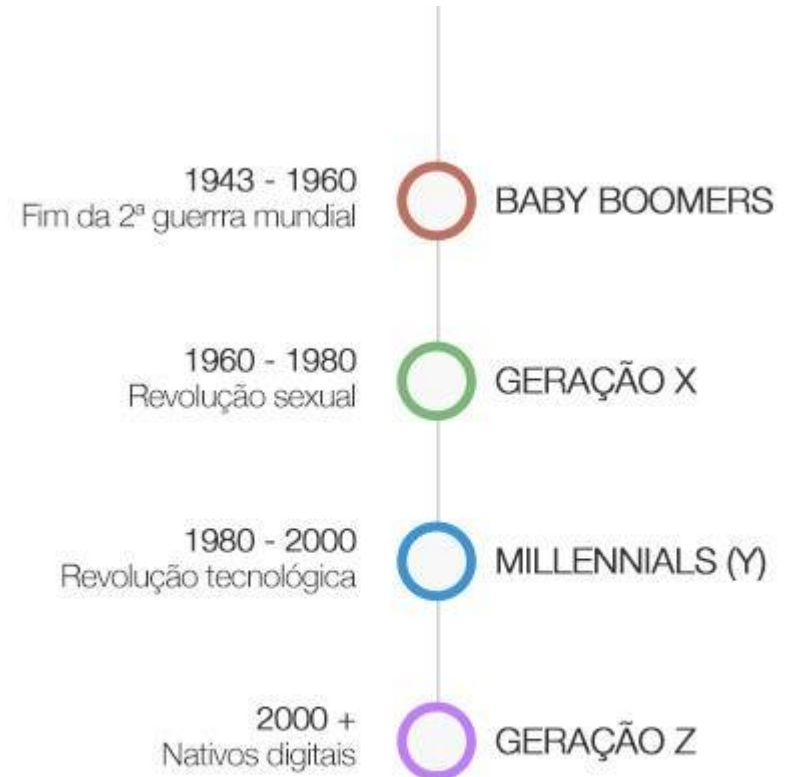 1943 - 1960
Fim da 2ª guerrra mundial
BABY BOOMERS
1960 - 1980
Revolução sexual
GERAÇÃO X
1980 - 2000
Revolução tecnológica
MILLENNIALS (Y)
2000 +
Nativos digitais
GERAÇÃO Z